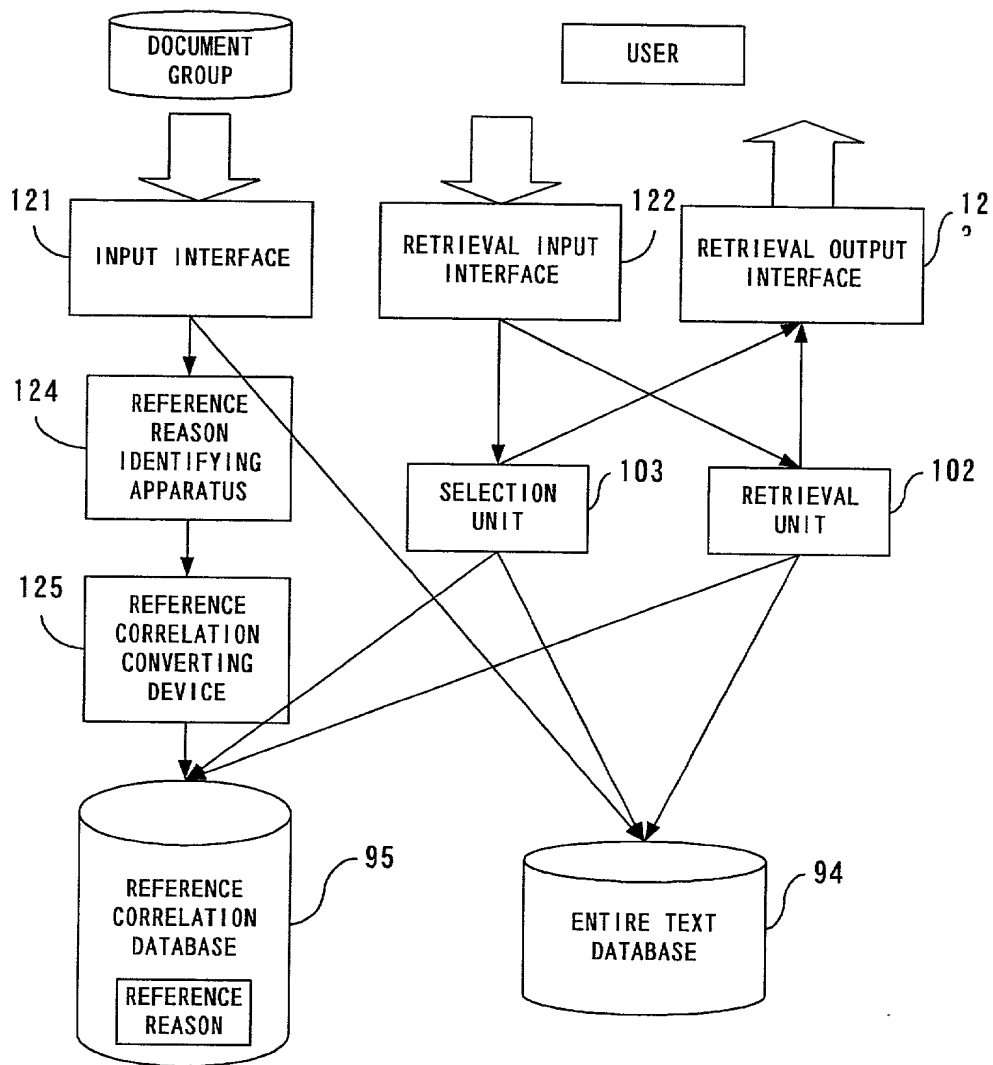 DOCUMENT
GROUP
USER
121
INPUT INTERFACE
122
RETRIEVAL INPUT
INTERFACE
12
RETRIEVAL OUTPUT
INTERFACE
124
REFERENCE
REASON
IDENTIFYING
APPARATUS
103
SELECTION
UNIT
102
RETRIEVAL
UNIT
125
REFERENCE
CORRELATION
CONVERTING
DEVICE
95
REFERENCE
CORRELATION
DATABASE
REFERENCE
REASON
94
ENTIRE TEXT
DATABASE